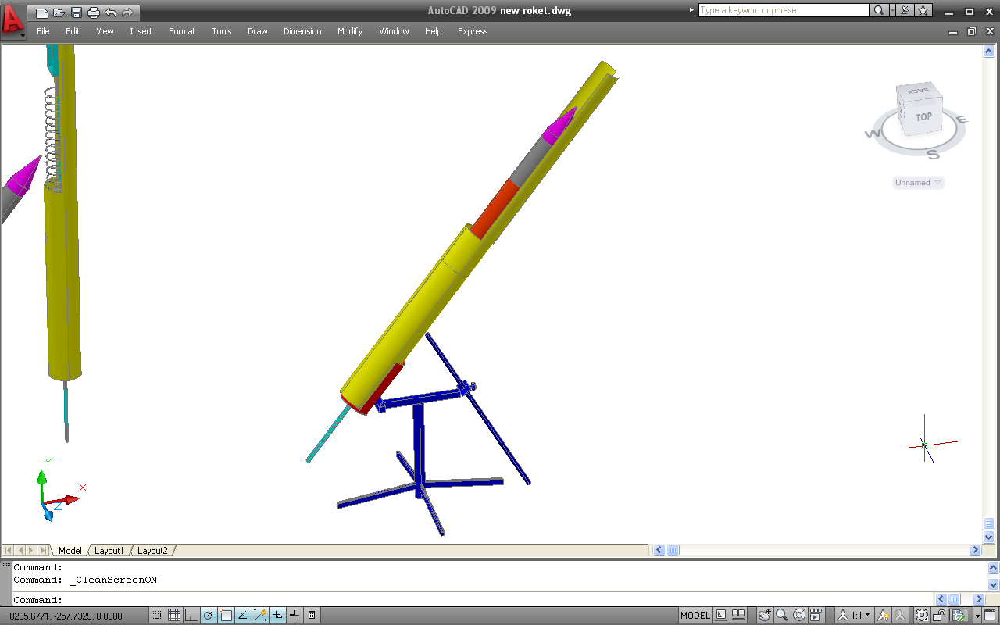 AutoCAD 2009 new roket.dwg
Type a keyword or phrase
File Edit View Insert Format Tools Draw Dimension Modify Window Help Express
BACK
TOP
W
E
S
Unnamed
Y
X
Z
Model Layout1 Layout2
Command:
Command: _CleanScreenON
Command:
8205.6771, -257.7329, 0.0000
MODEL
1:1